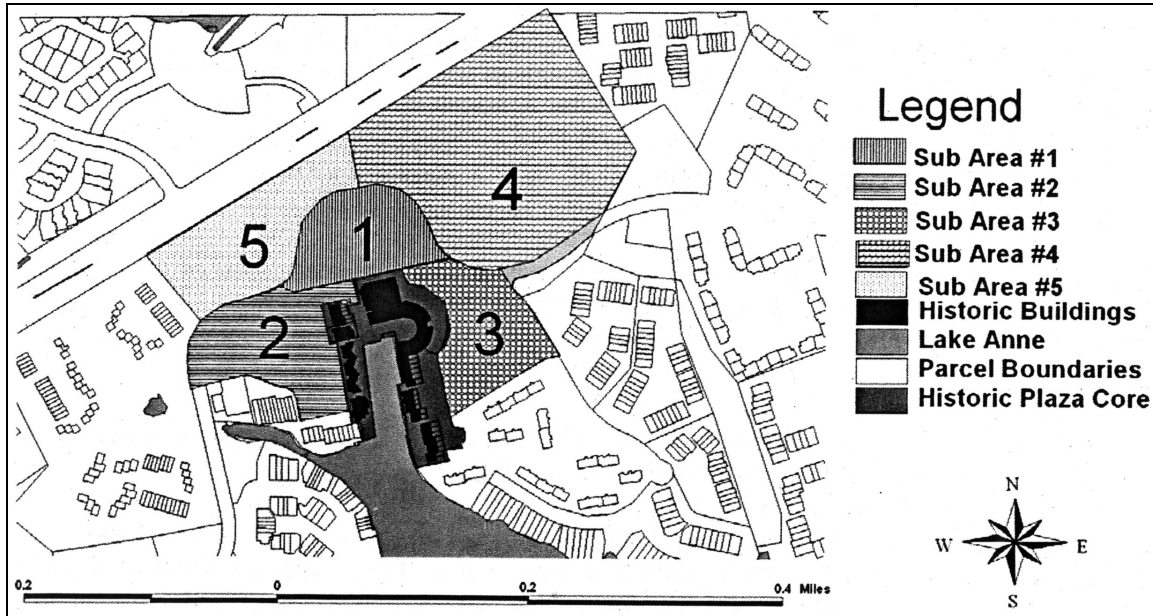 4
5
1
2
3
Legend
Sub Area #1
Sub Area #2
Sub Area #3
Sub Area #4
Sub Area #5
Historic Buildings
Lake Anne
Parcel Boundaries
Historic Plaza Core
N
W E
S
0.2 0 0.2 0.4 Miles